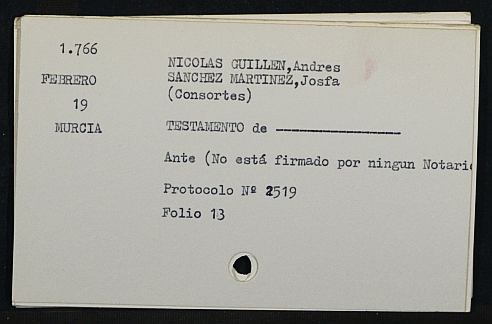 1.766
NICOLAS GUILLEN,Andres
FEBRERO SANCHEZ MARTINEZ,Josfa
19 (Consortes)
MURCIA TESTAMENTO de --------------------
Ante (No está firmado por ningun Notari
Protocolo Nº 2519
Folio 13